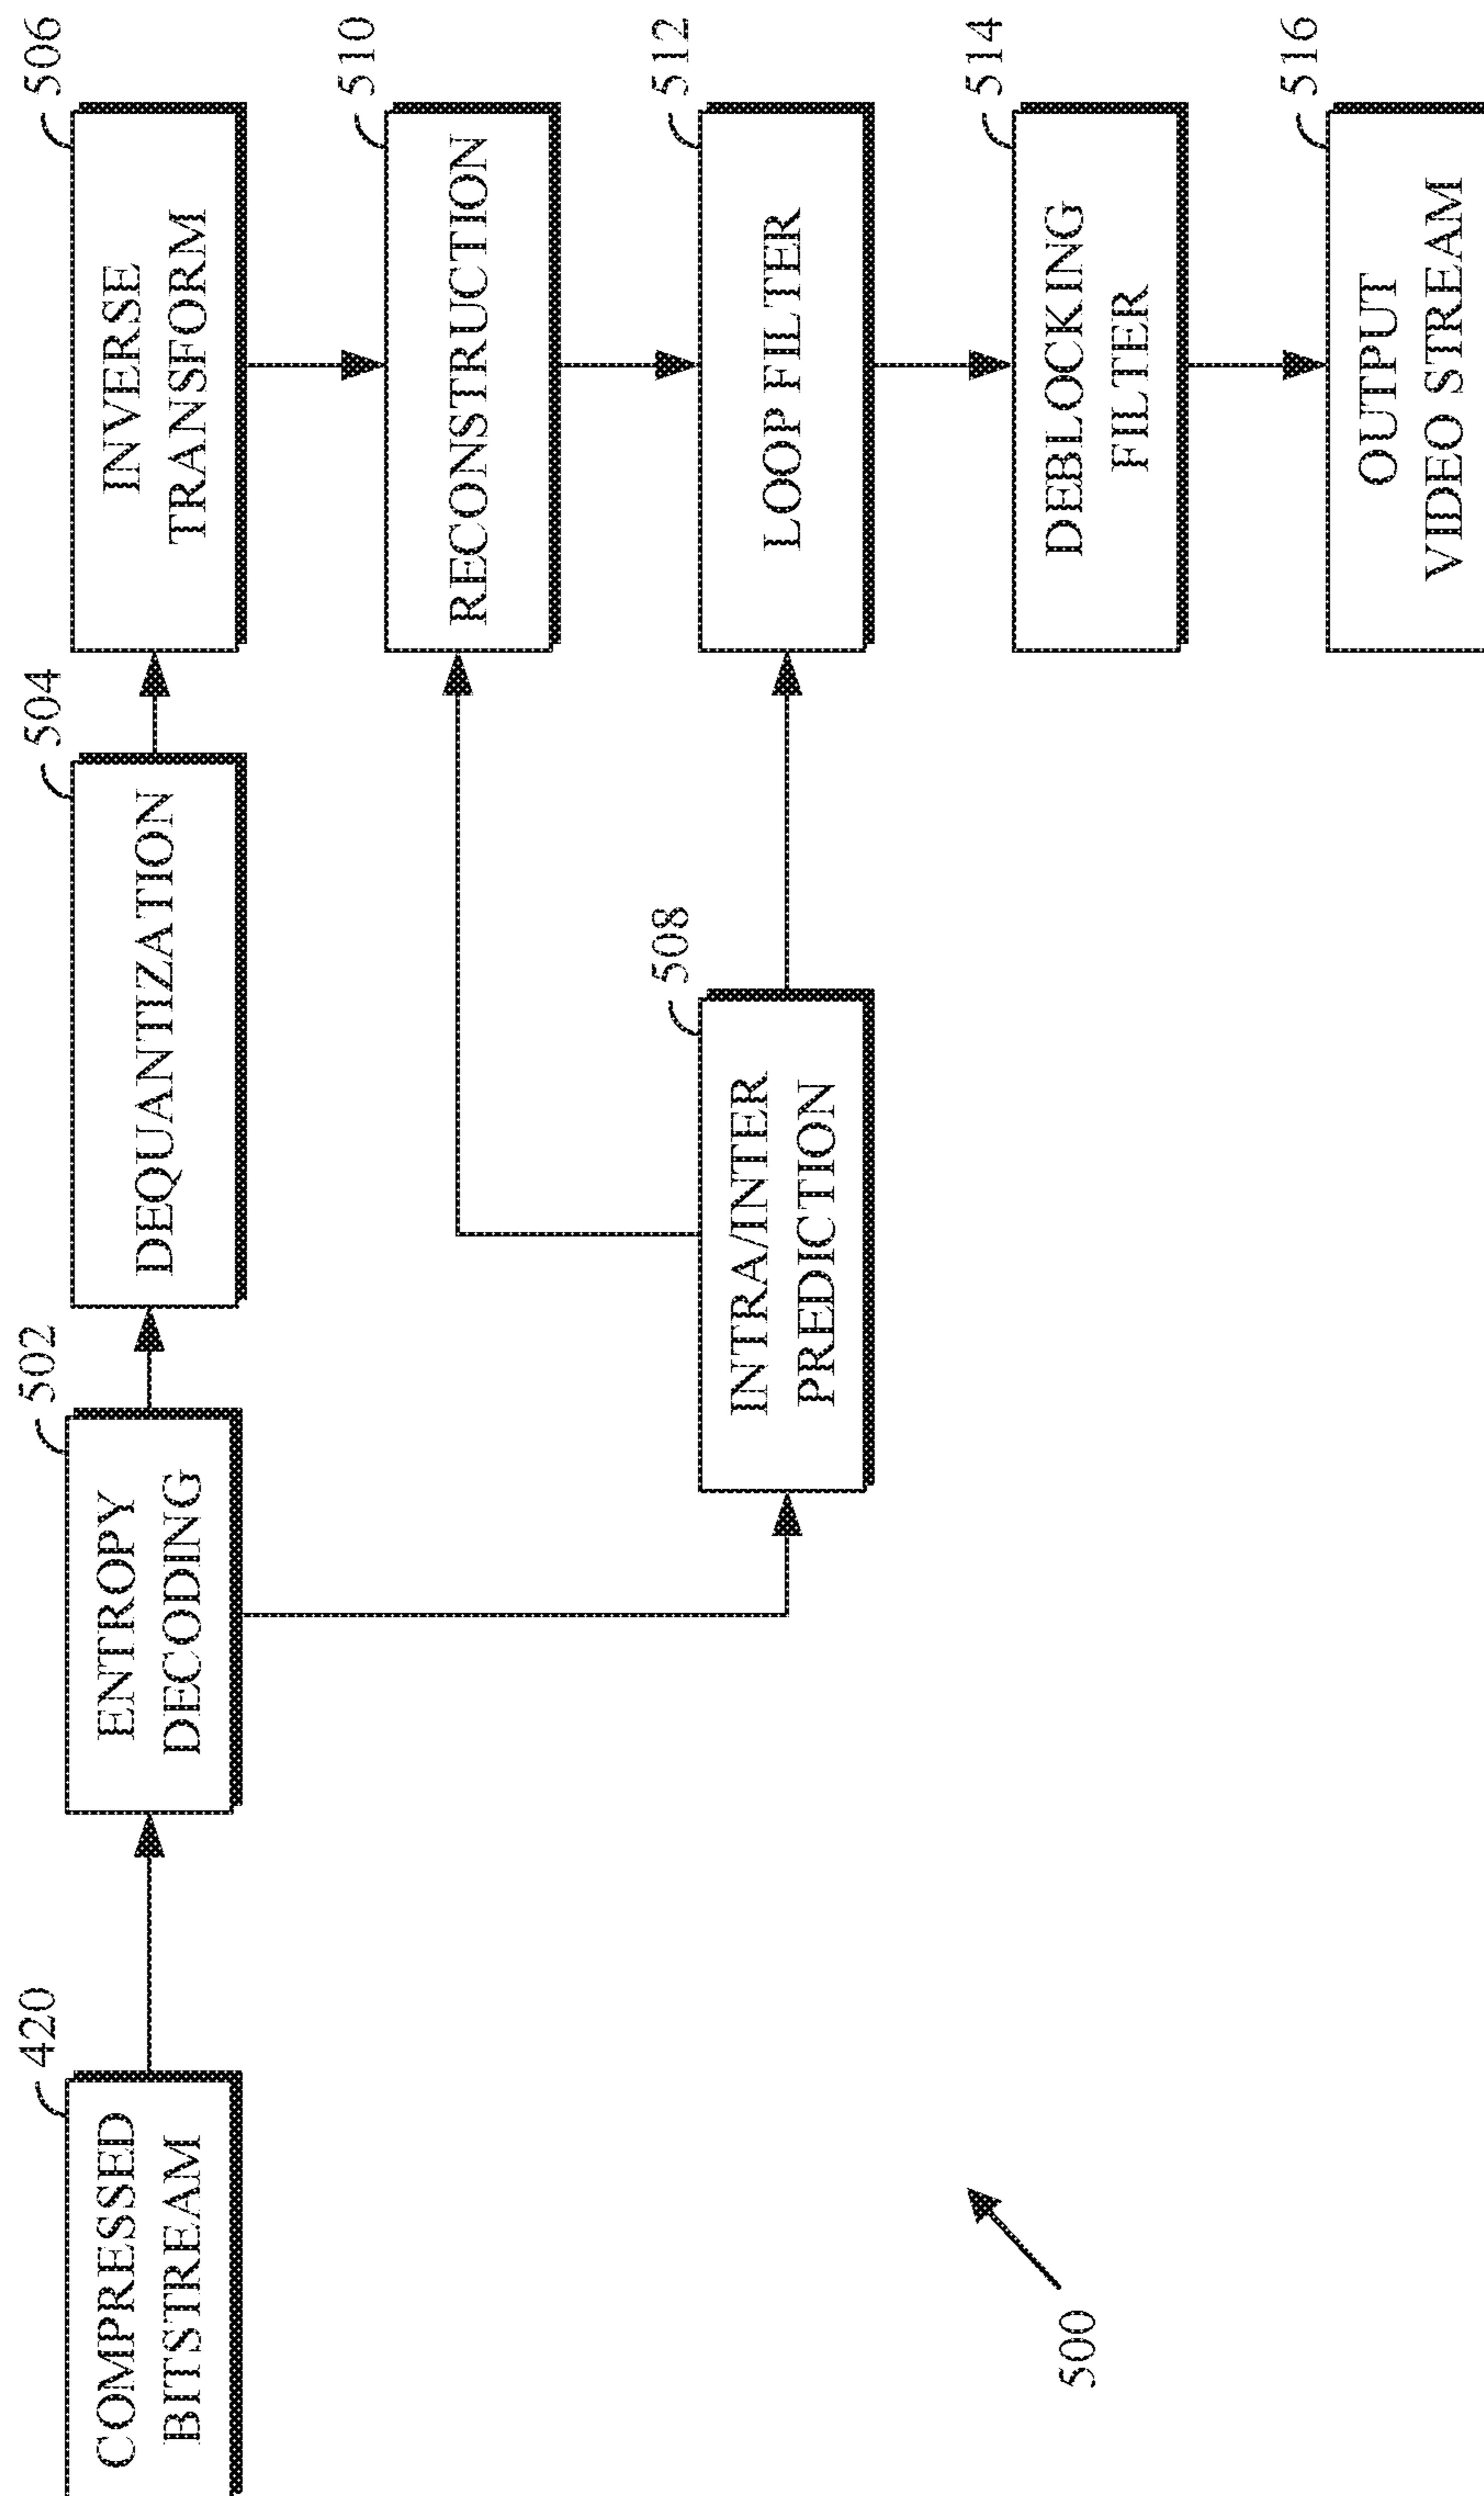 420
COMPRESSED
BITSTREAM
502
ENTROPY
DECODING
504
DEQUANTIZATION
506
INVERSE
TRANSFORM
510
RECONSTRUCTION
508
INTRA/INTER
PREDICTION
512
LOOP FILTER
514
DEBLOCKING
FILTER
516
OUTPUT
VIDEO STREAM
500